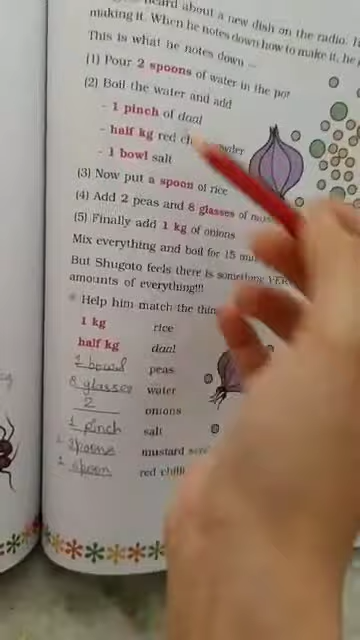 heard about a new dish on the radio.
making it. When he notes down how to make it, he
This is what he notes down –
(1) Pour 2 spoons of water in the pot
(2) Boil the water and add
- 1 pinch of daal
- half kg red
- 1 bowl salt
(3) Now put a spoon of rice
(4) Add 2 peas and 8 glasses of
(5) Finally add 1 kg of onions
Mix everything and boil for 15
But Shugoto feels there is something VERY
amounts of everything!!!
Help him match the
1 kg rice
half kg daal
1 bowl peas
8 glasses water
2 onions
1 pinch salt
2 spoons mustard
1 spoon red chilli